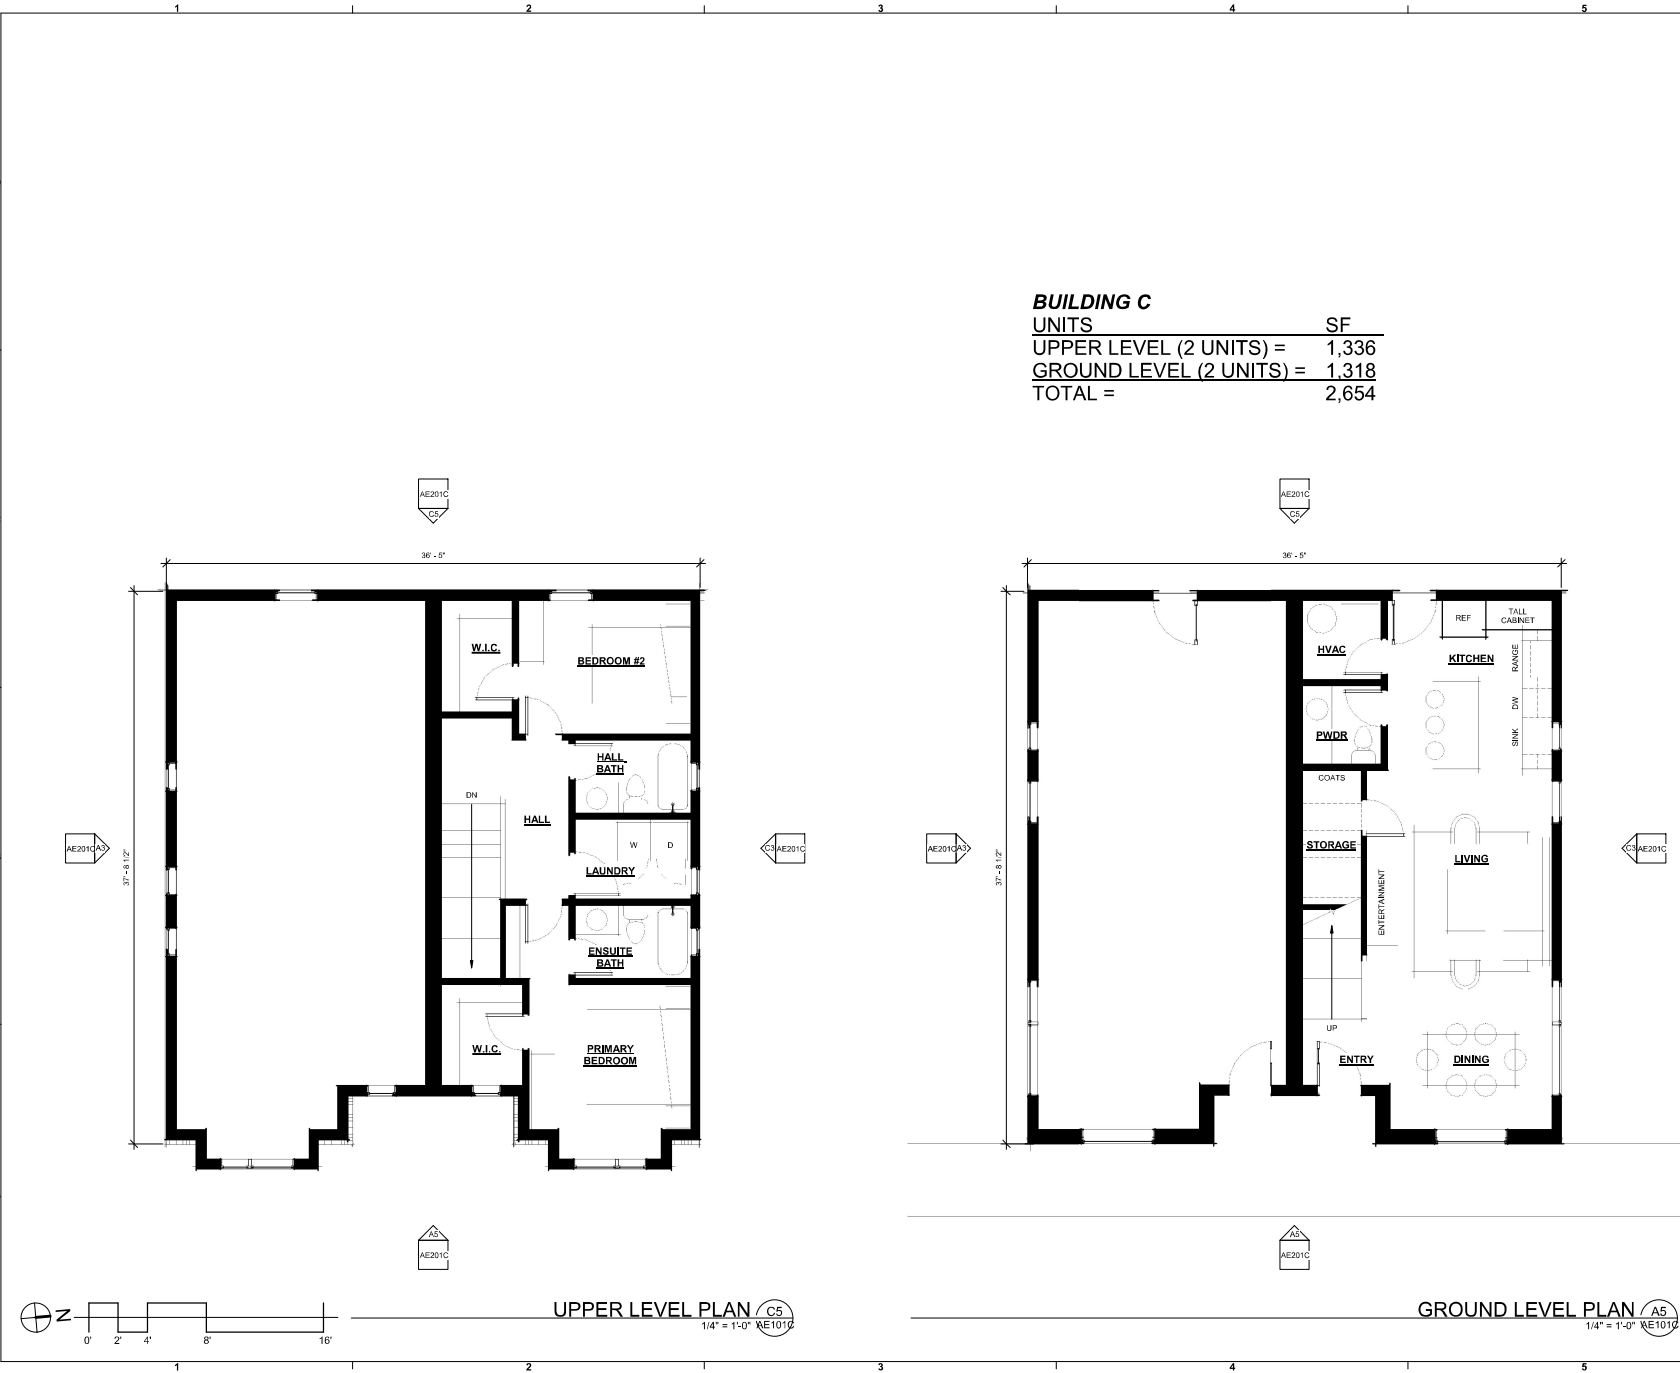 1 2 3 4 5
BUILDING C
UNITS SF
UPPER LEVEL (2 UNITS) = 1,336
GROUND LEVEL (2 UNITS) = 1,318
TOTAL = 2,654
AE201C
C5
36' - 5"
37' - 8 1/2"
AE201C A3
C3 AE201C
W.I.C.
BEDROOM #2
HALL
BATH
DN
HALL
W D
LAUNDRY
ENSUITE
BATH
W.I.C.
PRIMARY
BEDROOM
A5
AE201C
AE201C
C5
36' - 5"
37' - 8 1/2"
AE201C A3
C3 AE201C
REF
TALL
CABINET
HVAC
KITCHEN
RANGE
DW
SINK
PWDR
COATS
STORAGE
LIVING
ENTERTAINMENT
UP
ENTRY
DINING
A5
AE201C
N
0' 2' 4' 8' 16'
UPPER LEVEL PLAN C5
1/4" = 1'-0" AE101C
GROUND LEVEL PLAN A5
1/4" = 1'-0" AE101C
1 2 3 4 5